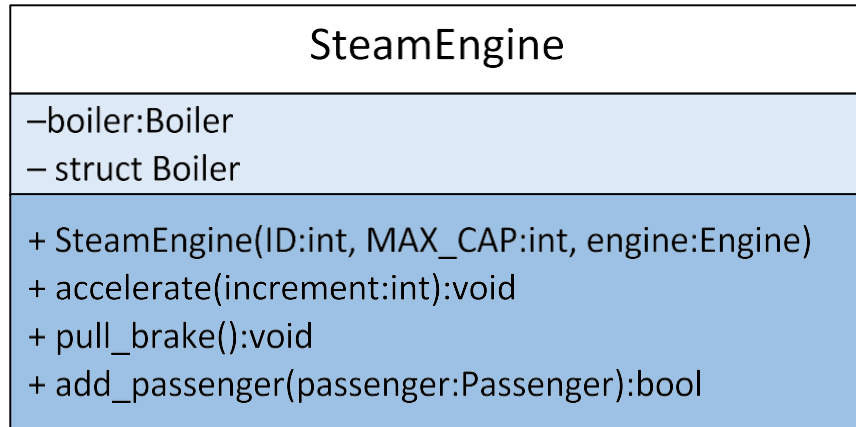 SteamEngine
–boiler:Boiler
– struct Boiler
+ SteamEngine(ID:int, MAX_CAP:int, engine:Engine)
+ accelerate(increment:int):void
+ pull_brake():void
+ add_passenger(passenger:Passenger):bool